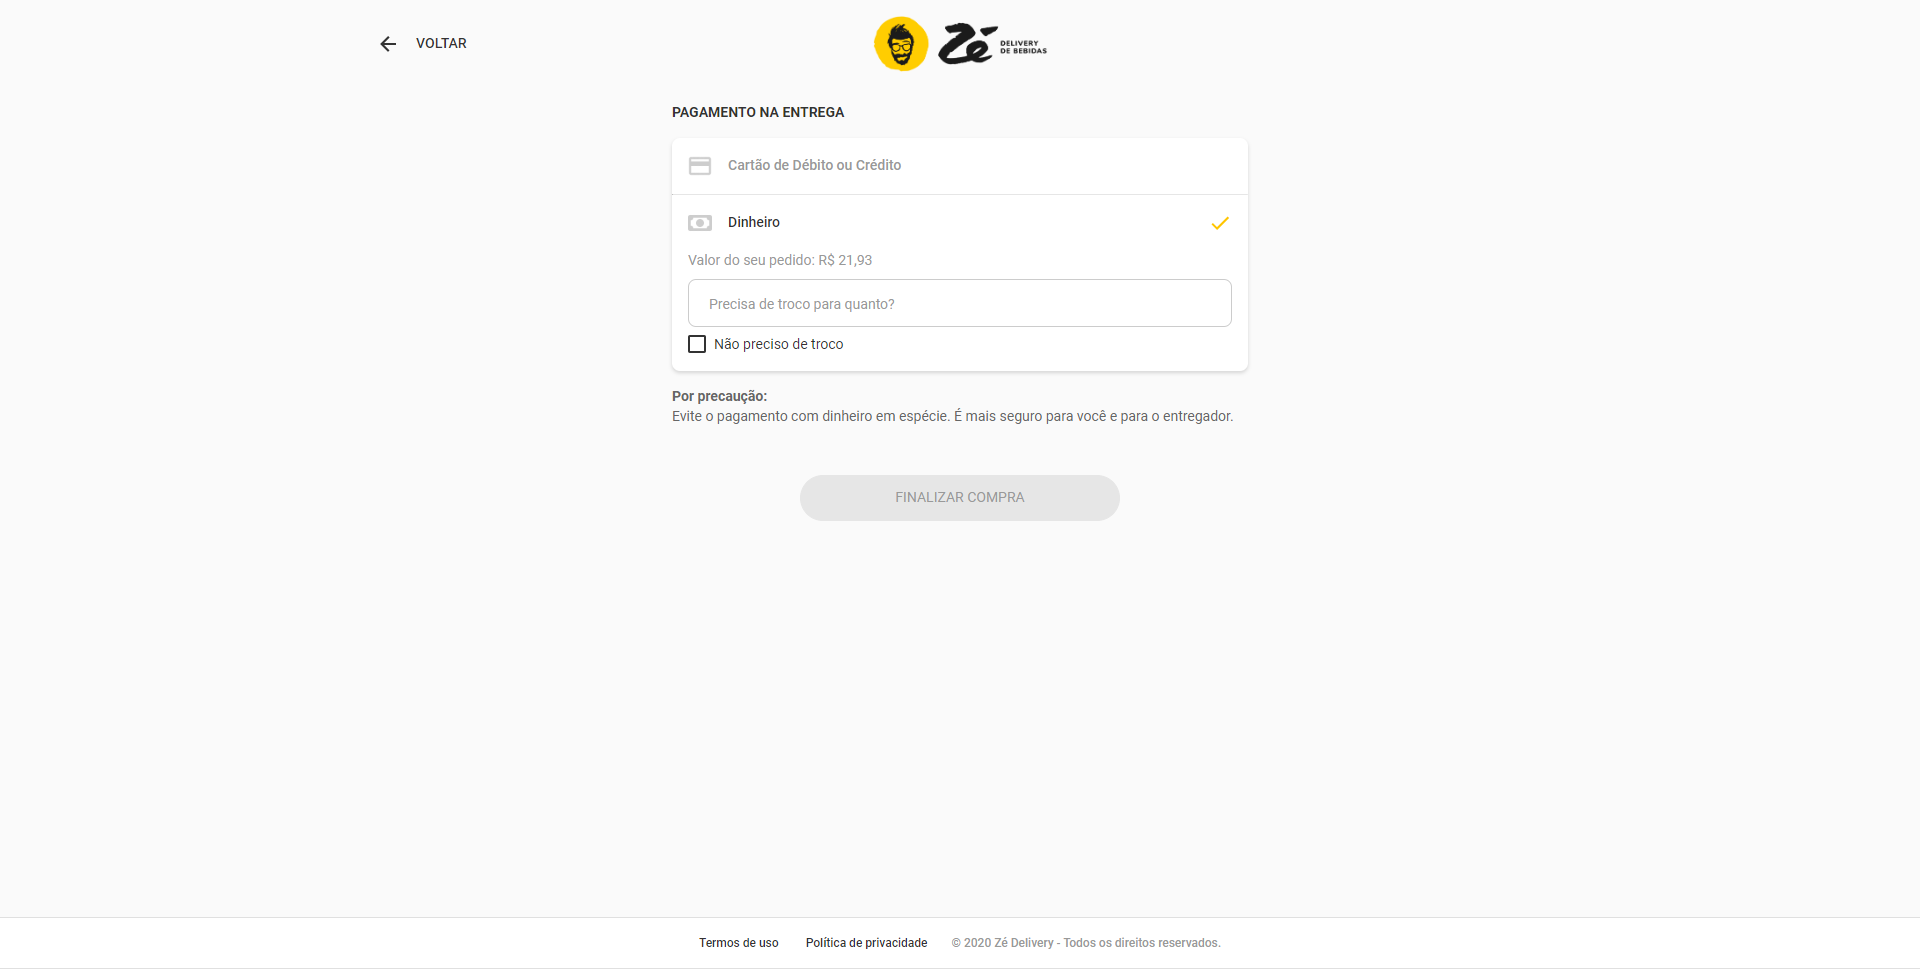 VOLTAR
Zé DELIVERY
DE BEBIDAS
PAGAMENTO NA ENTREGA
Cartão de Débito ou Crédito
Dinheiro
Valor do seu pedido: R$ 21,93
Precisa de troco para quanto?
Não preciso de troco
Por precaução:
Evite o pagamento com dinheiro em espécie. É mais seguro para você e para o entregador.
FINALIZAR COMPRA
Termos de uso Política de privacidade © 2020 Zé Delivery - Todos os direitos reservados.